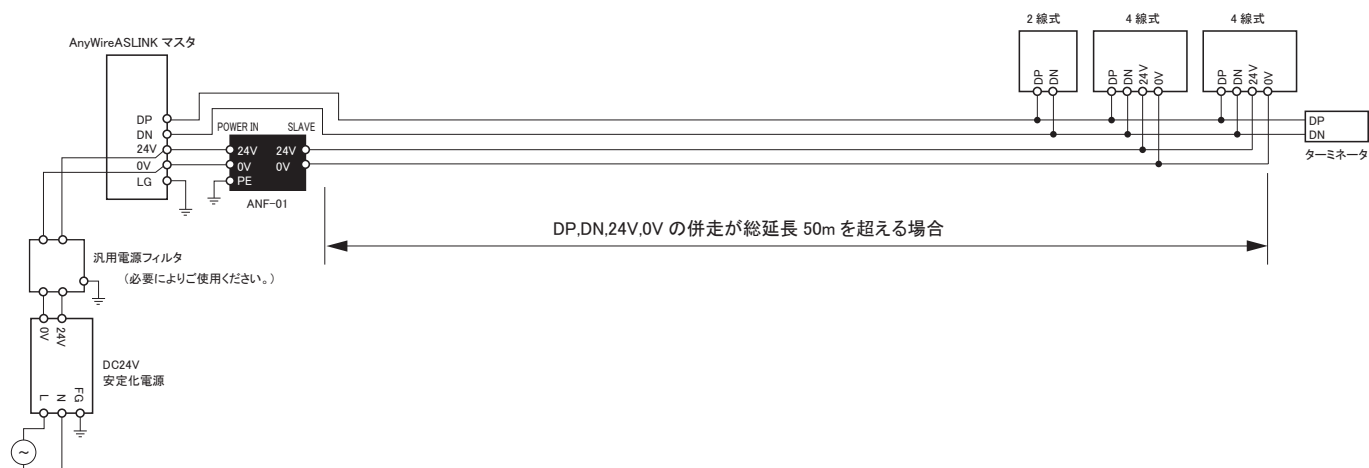 2 線式
4 線式
4 線式
AnyWireASLINK マスタ
DP
DN
24V
0V
DP
DN
24V
0V
DP
DN
DP
DN
24V
0V
LG
POWER IN
SLAVE
24V
24V
0V
0V
PE
ANF-01
DP
DN
ターミネータ
DP,DN,24V,0V の併走が総延長 50m を超える場合
汎用電源フィルタ
(必要によりご使用ください。)
0V
24V
DC24V
安定化電源
L
N
FG
~